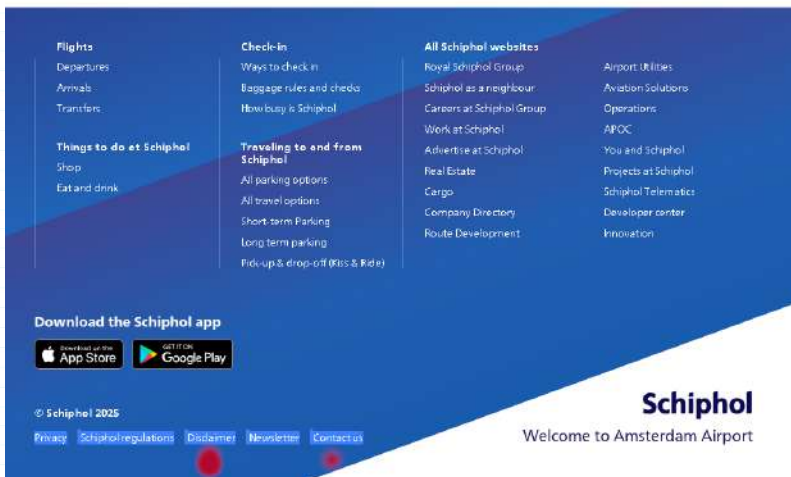 Flights
Departures
Arrivals
Transfers
Things to do at Schiphol
Shop
Eat and drink
Check-in
Ways to check in
Baggage rules and checks
How busy is Schiphol
Traveling to and from
Schiphol
All parking options
All travel options
Short-term Parking
Long term parking
Pick-up & drop-off (Kiss & Ride)
All Schiphol websites
Royal Schiphol Group
Schiphol as a neighbour
Careers at Schiphol Group
Work at Schiphol
Advertise at Schiphol
Real Estate
Cargo
Company Directory
Route Development
Airport Utilities
Aviation Solutions
Operations
APOC
You and Schiphol
Projects at Schiphol
Schiphol Telematics
Developer center
Innovation
Download the Schiphol app
Download on the
App Store
GET IT ON
Google Play
© Schiphol 2025
Privacy Schiphol regulations Disclaimer Newsletter Contact us
Schiphol
Welcome to Amsterdam Airport